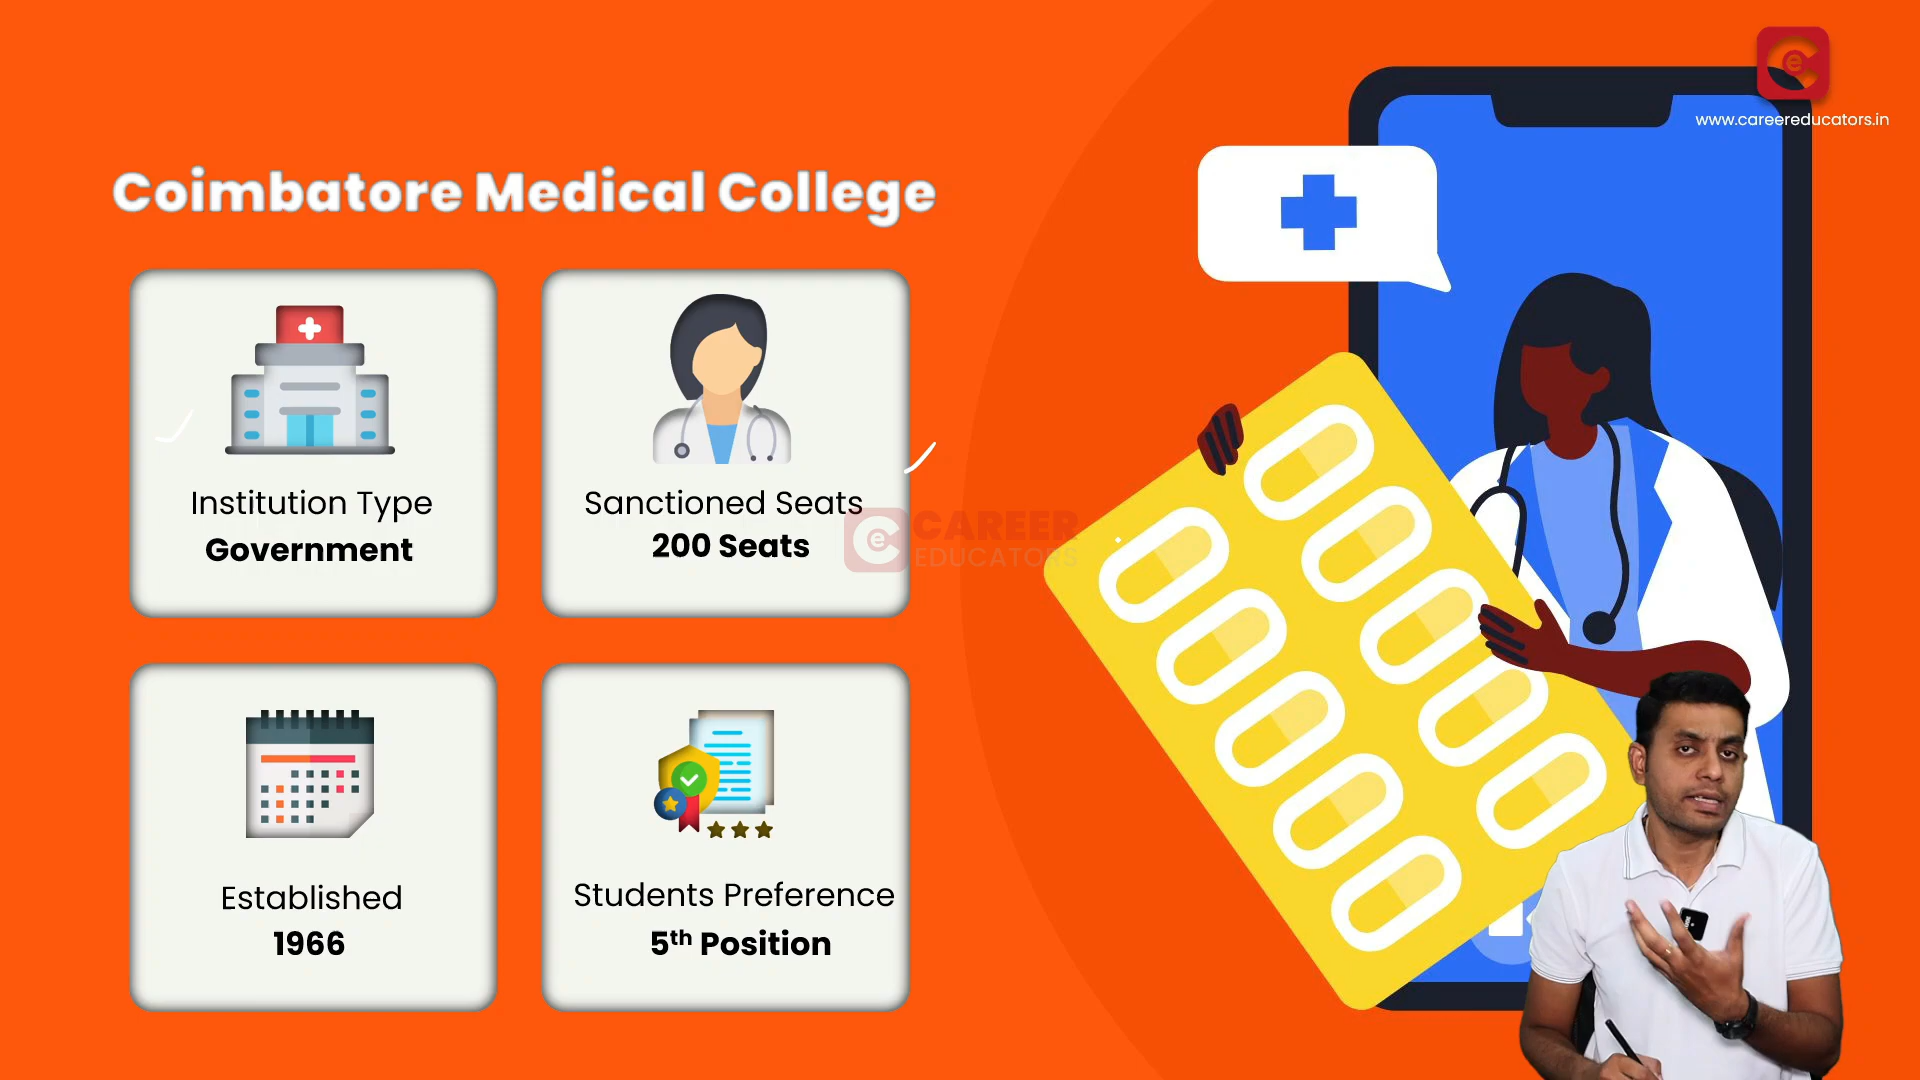 www.careereducators.in
Coimbatore Medical College
Institution Type
Government
Sanctioned Seats
200 Seats
CAREER
EDUCATORS
Established
1966
Students Preference
5th Position